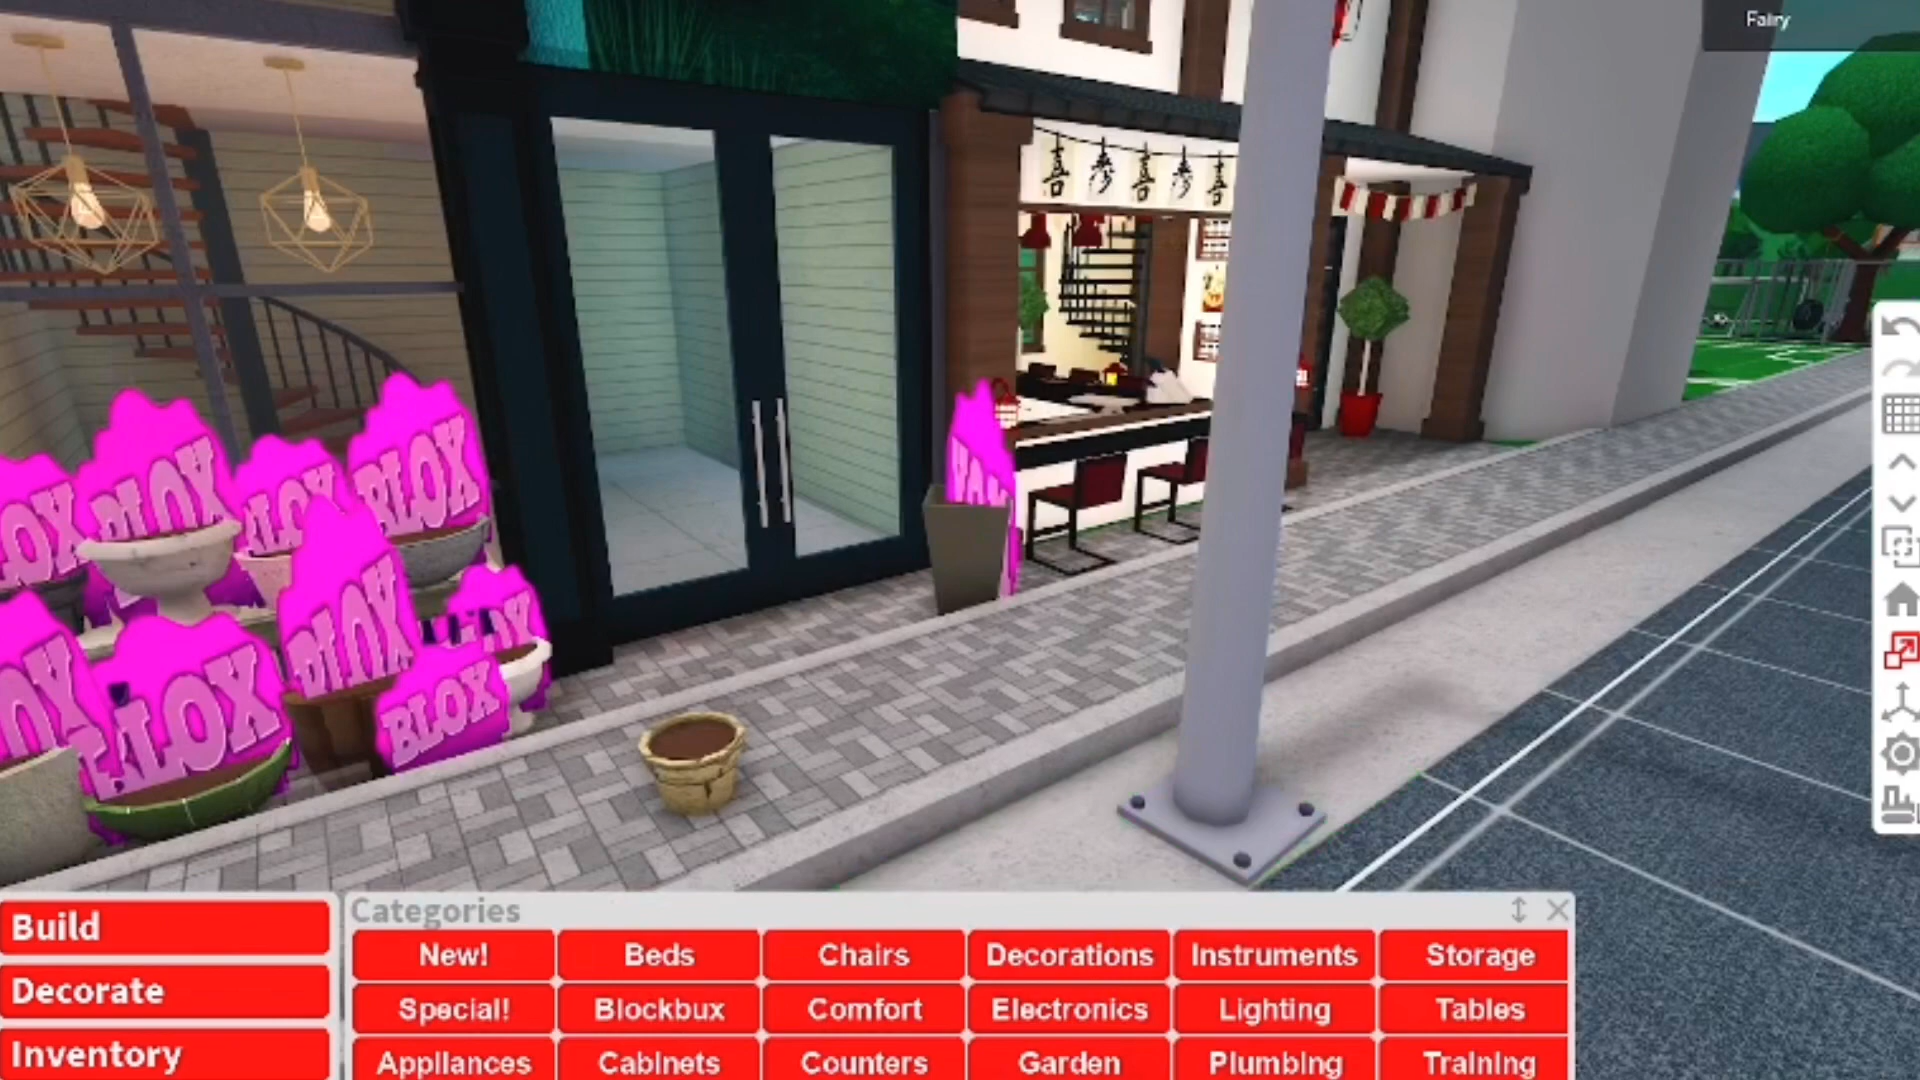 Fairy
喜 参 喜 参 喜
BLOX
BLOX
BLOX
BLOX
BLOX
BLOX
BLOX
Build
Decorate
Inventory
Categories
New! Beds Chairs Decorations Instruments Storage
Special! Blockbux Comfort Electronics Lighting Tables
Appliances Cabinets Counters Garden Plumbing Training